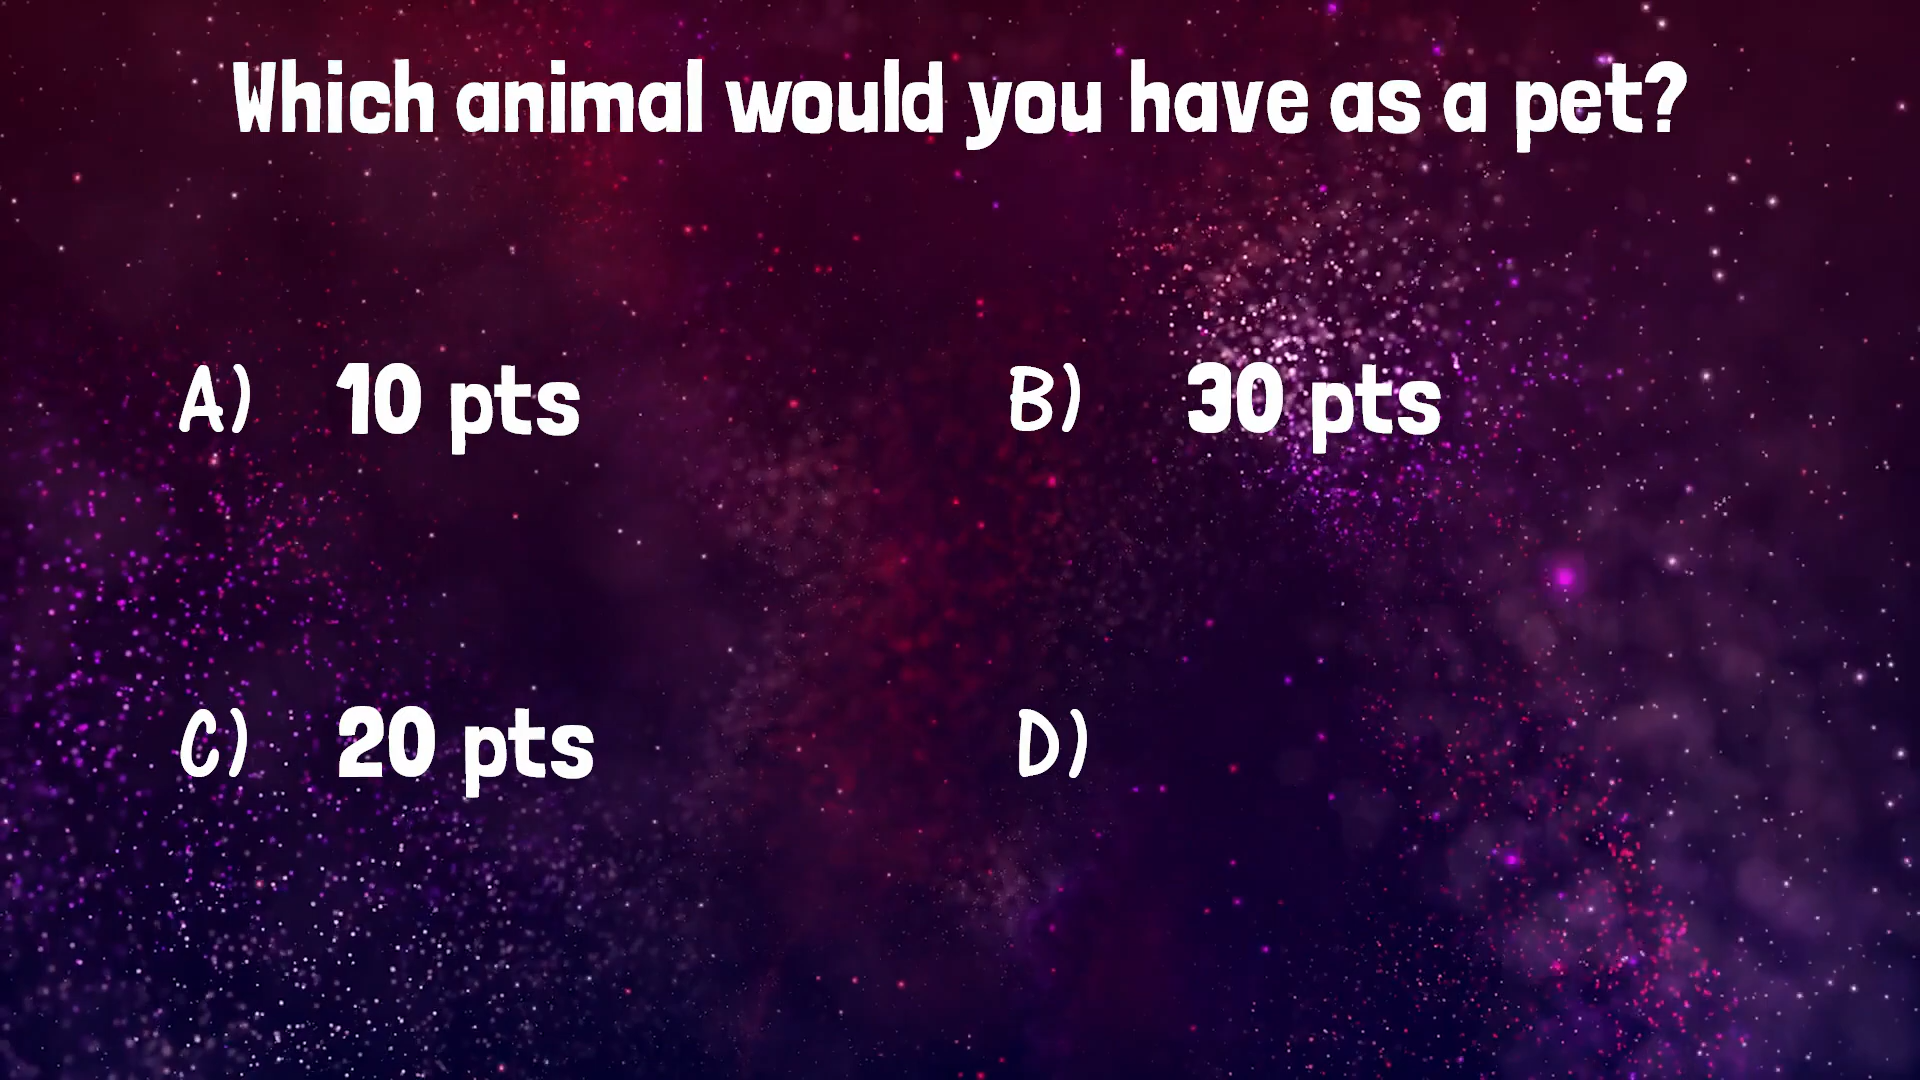 Which animal would you have as a pet?
A) 10 pts
B) 30 pts
C) 20 pts
D)